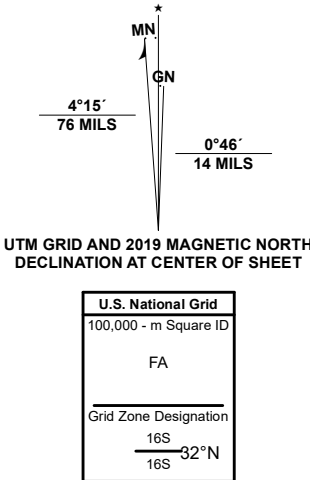 ★
MN
GN
4°15´
76 MILS
0°46´
14 MILS
UTM GRID AND 2019 MAGNETIC NORTH
DECLINATION AT CENTER OF SHEET
U.S. National Grid
100,000 - m Square ID
FA
Grid Zone Designation
16S
32°N
16S